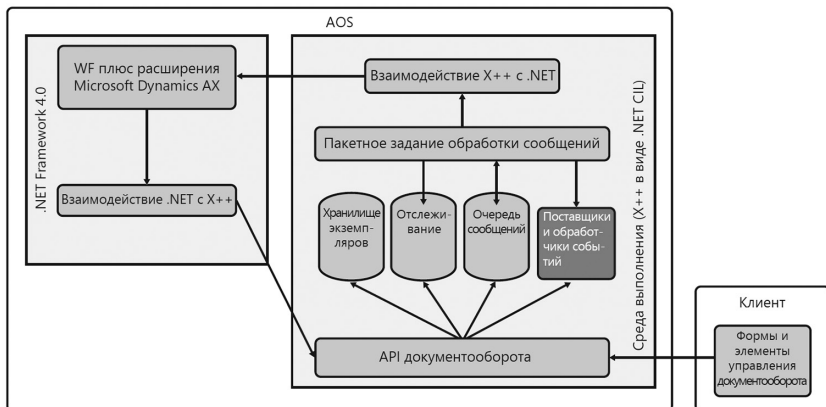 AOS
WF плюс расширения
Microsoft Dynamics AX
.NET Framework 4.0
Взаимодействие .NET с X++
Взаимодействие X++ с .NET
Пакетное задание обработки сообщений
Хранилище
экземп-
ляров
Отслежи-
вание
Очередь
сообщений
Поставщики
и обработ-
чики собы-
тий
API документооборота
Среда выполнения (X++ в виде .NET CIL)
Клиент
Формы и
элементы
управления
документооборота